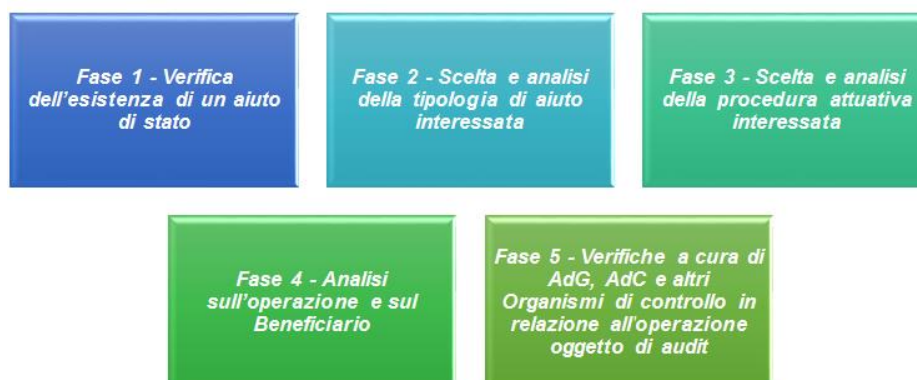 Fase 1 - Verifica
dell'esistenza di un aiuto
di stato
Fase 2 - Scelta e analisi
della tipologia di aiuto
interessata
Fase 3 - Scelta e analisi
della procedura attuativa
interessata
Fase 4 - Analisi
sull'operazione e sul
Beneficiario
Fase 5 - Verifiche a cura di
AdG, AdC e altri
Organismi di controllo in
relazione all'operazione
oggetto di audit